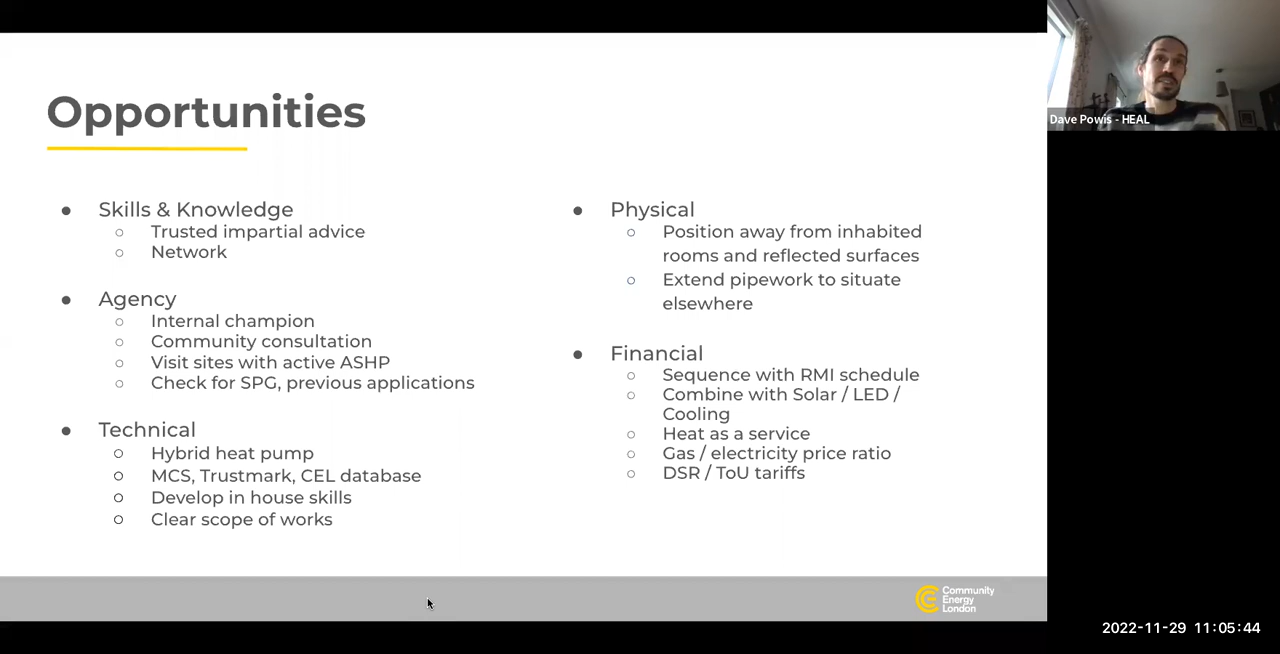 Opportunities
● Skills & Knowledge
○ Trusted impartial advice
○ Network
● Agency
○ Internal champion
○ Community consultation
○ Visit sites with active ASHP
○ Check for SPG, previous applications
● Technical
○ Hybrid heat pump
○ MCS, Trustmark, CEL database
○ Develop in house skills
○ Clear scope of works
● Physical
○ Position away from inhabited
rooms and reflected surfaces
○ Extend pipework to situate
elsewhere
● Financial
○ Sequence with RMI schedule
○ Combine with Solar / LED /
Cooling
○ Heat as a service
○ Gas / electricity price ratio
○ DSR / ToU tariffs
Community
Energy
London
Dave Powis - HEAL
2022-11-29 11:05:44